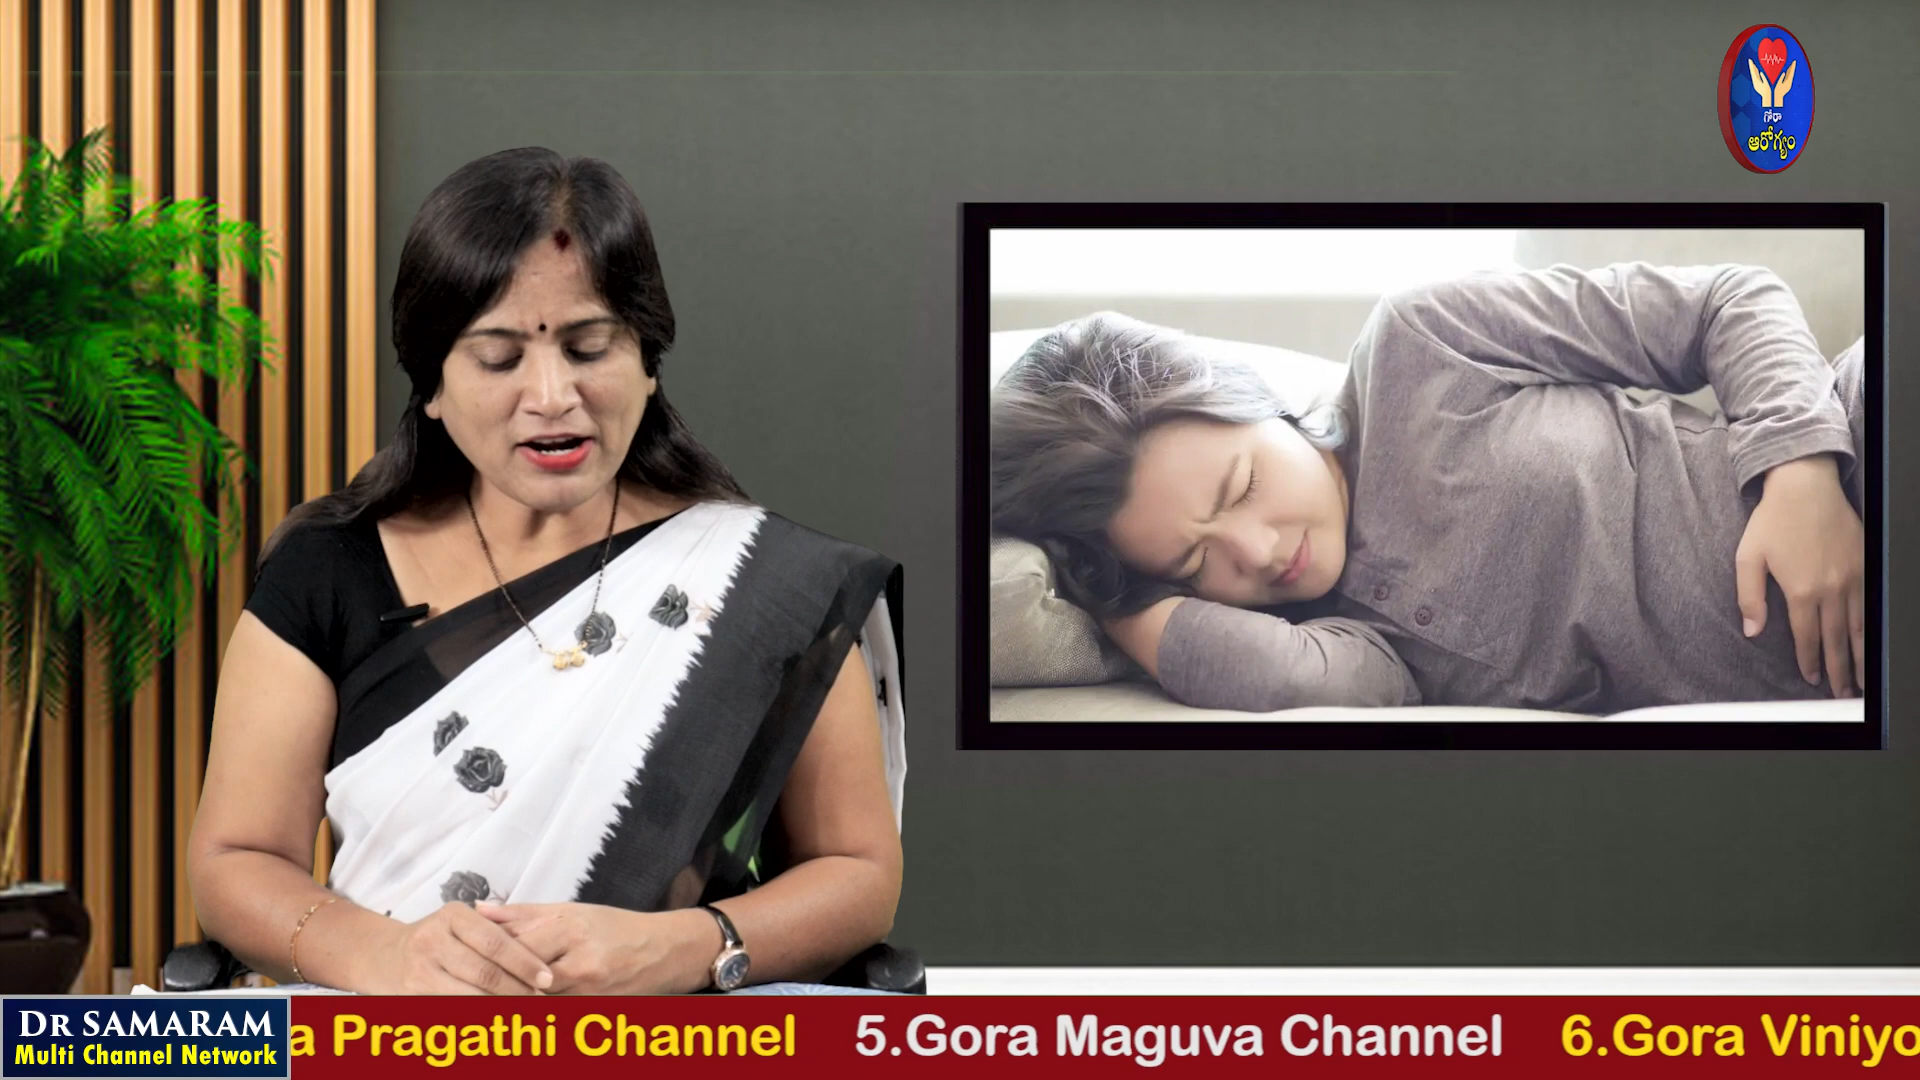 గోరా
ఆరోగ్యం
DR SAMARAM
Multi Channel Network
a Pragathi Channel 5.Gora Maguva Channel 6.Gora Viniyo